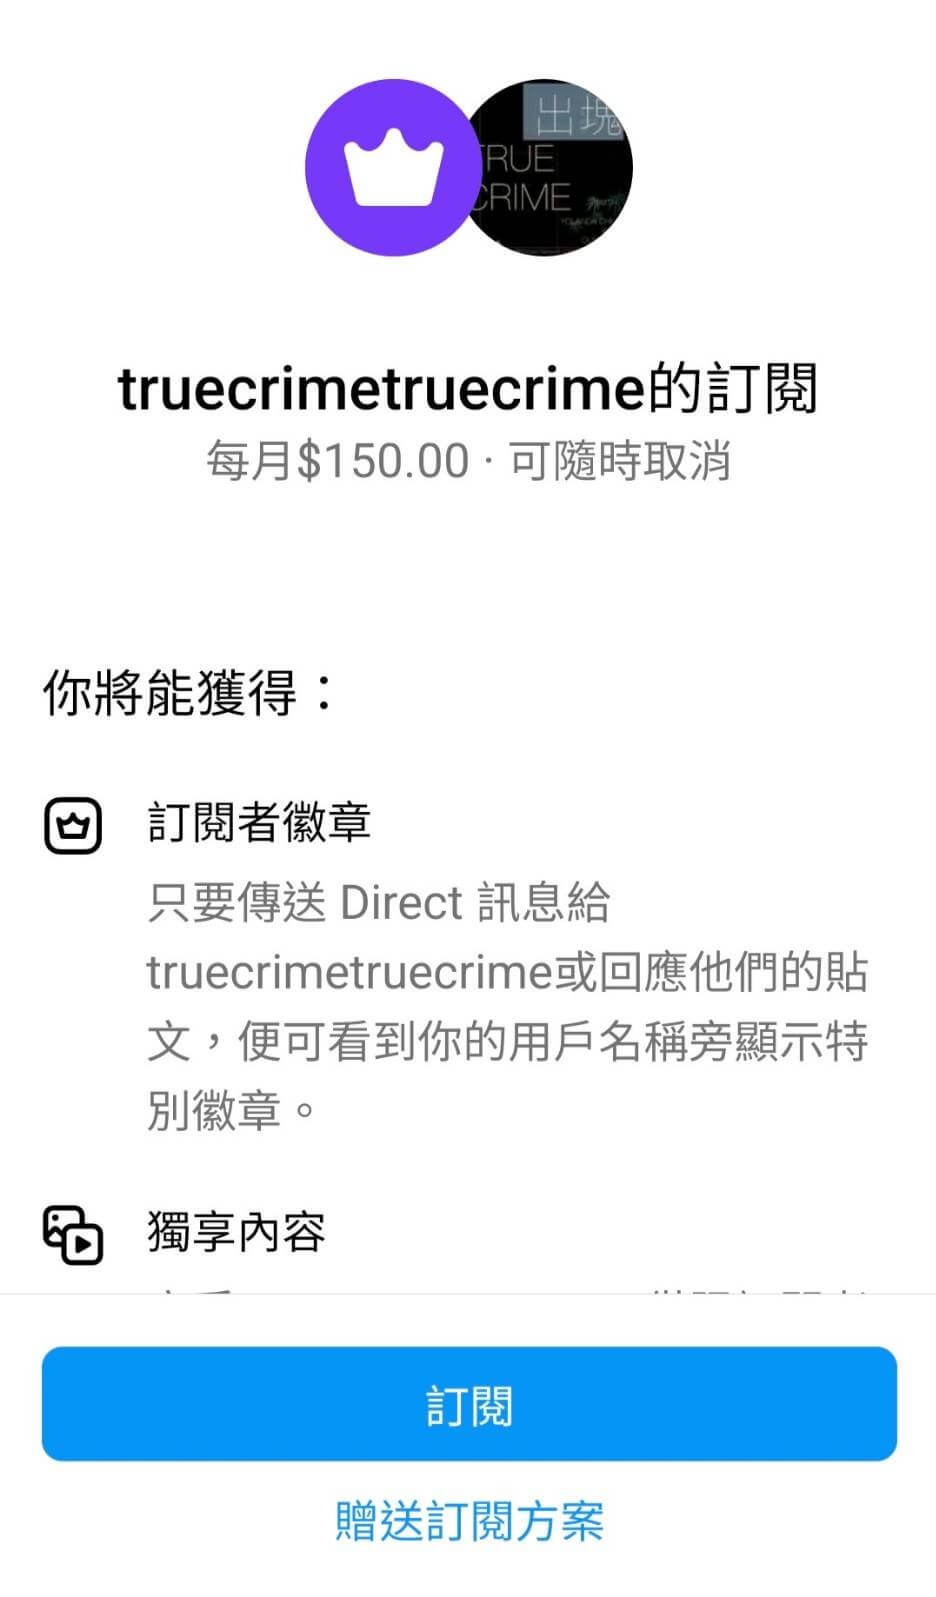 出塊
TRUE
CRIME
truecrimetruecrime的訂閱
每月$150.00 · 可隨時取消
你將能獲得：
訂閱者徽章
只要傳送 Direct 訊息給
truecrimetruecrime或回應他們的貼
文，便可看到你的用戶名稱旁顯示特
別徽章。
獨享內容
訂閱
贈送訂閱方案